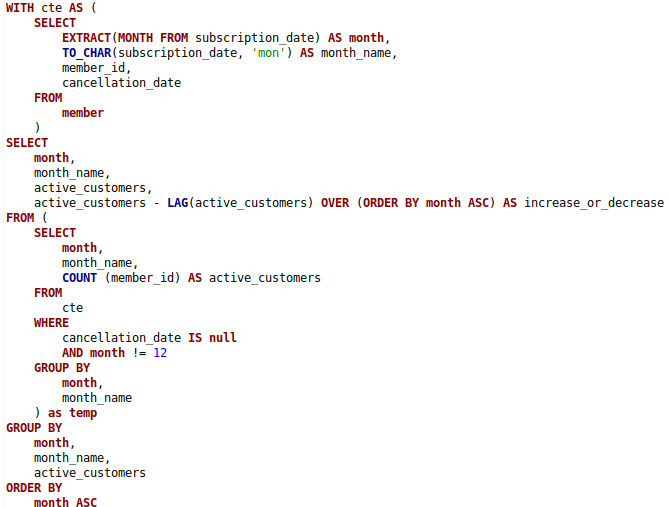 WITH cte AS (
    SELECT
        EXTRACT(MONTH FROM subscription_date) AS month,
        TO_CHAR(subscription_date, 'mon') AS month_name,
        member_id,
        cancellation_date
    FROM
        member
    )
SELECT
    month,
    month_name,
    active_customers,
    active_customers - LAG(active_customers) OVER (ORDER BY month ASC) AS increase_or_decrease
FROM (
    SELECT
        month,
        month_name,
        COUNT (member_id) AS active_customers
    FROM
        cte
    WHERE
        cancellation_date IS null
        AND month != 12
    GROUP BY
        month,
        month_name
    ) as temp
GROUP BY
    month,
    month_name,
    active_customers
ORDER BY
    month ASC